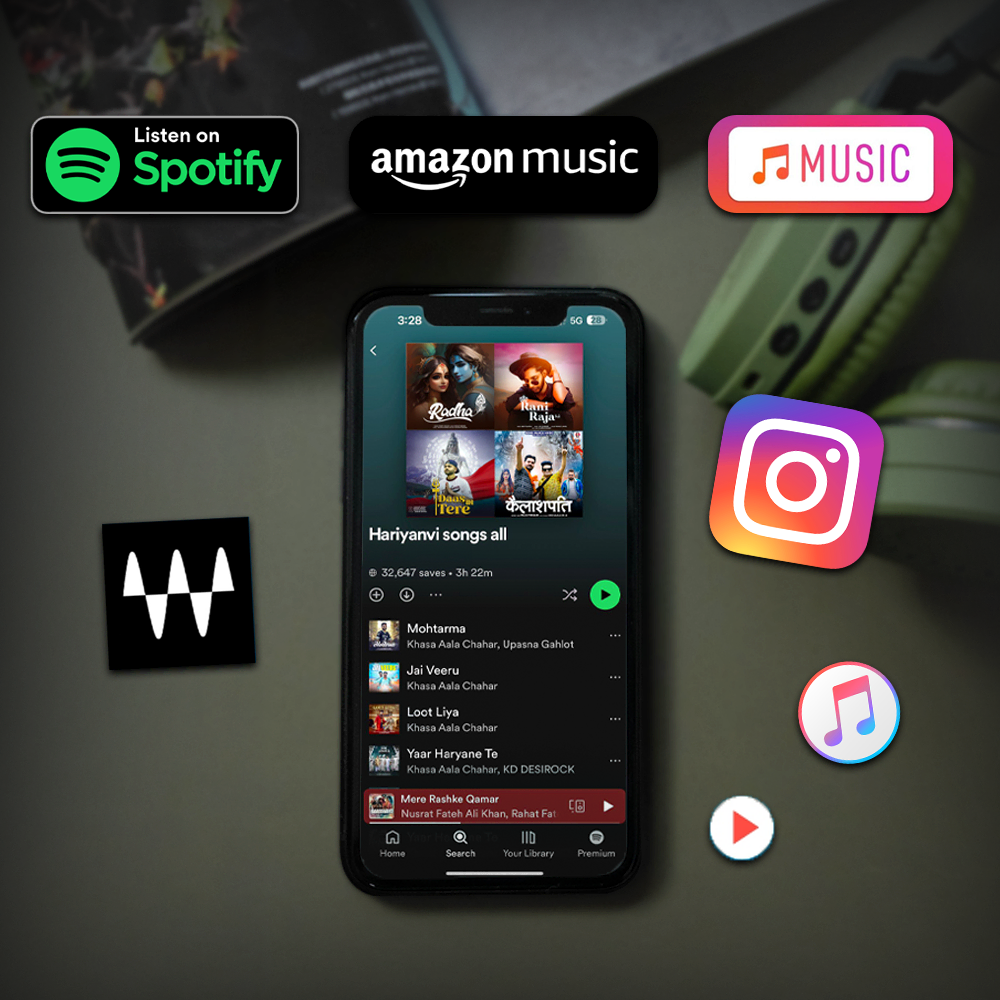 Listen on
Spotify
amazon music
MUSIC
3:28
5G 28
Radha
Rani
Raja
Daas
Tere
कैलाशपति
Hariyanvi songs all
32,647 saves • 3h 22m
Mohtarma
Khasa Aala Chahar, Upasna Gahlot
Jai Veeru
Khasa Aala Chahar
Loot Liya
Khasa Aala Chahar
Yaar Haryane Te
Khasa Aala Chahar, KD DESIROCK
Mere Rashke Qamar
Nusrat Fateh Ali Khan, Rahat Fat
Home
Search
Your Library
Premium